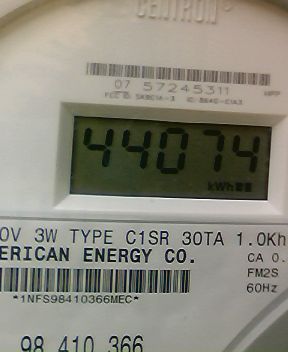 CENTRON®
07 57245311
44074
kWh
0V 3W TYPE C1SR 30TA 1.0Kh
ERICAN ENERGY CO.
CA 0.
FM2S
*1NFS98410366MEC*
60Hz
98 410 366